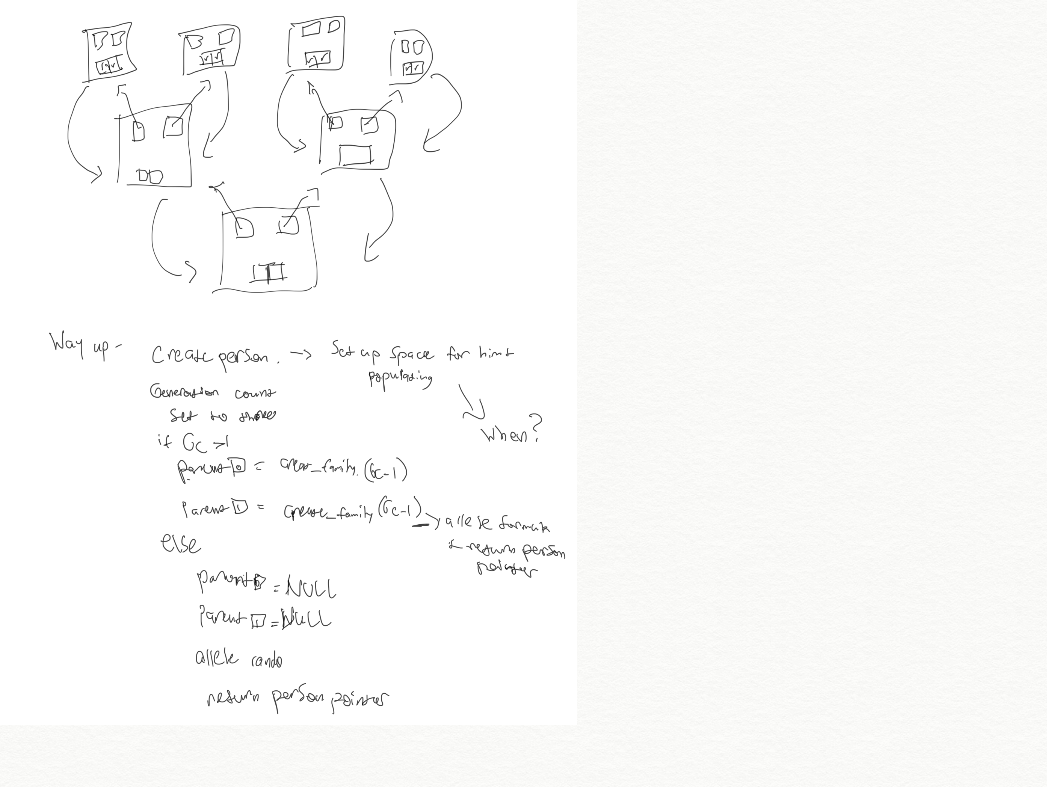 Way up - Create person. -> Set up space for him + populating
When?
Generation count
set to three
if Gc >1
parent[0] = create_family(Gc-1)
Parent[1] = create_family(Gc-1) -> allele formula
& return person
pointer
else
parent[0] = NULL
Parent[1] = NULL
allele rando
return person pointer